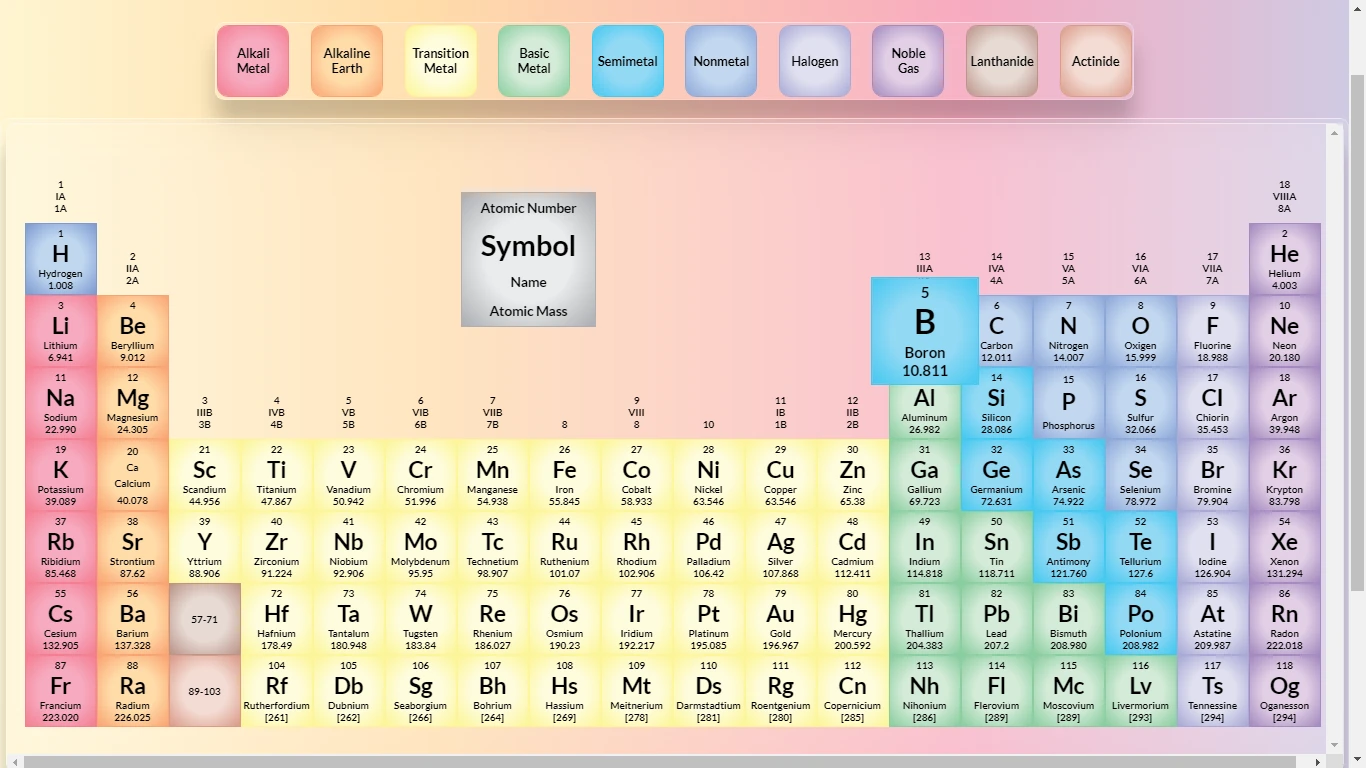 Alkali
Metal
Alkaline
Earth
Transition
Metal
Basic
Metal
Semimetal
Nonmetal
Halogen
Noble
Gas
Lanthanide
Actinide
1
IA
1A
18
VIIIA
8A
Atomic Number
Symbol
Name
Atomic Mass
1
H
Hydrogen
1.008
2
IIA
2A
13
IIIA
14
IVA
4A
15
VA
5A
16
VIA
6A
17
VIIA
7A
2
He
Helium
4.003
3
Li
Lithium
6.941
4
Be
Beryllium
9.012
5
B
Boron
10.811
6
C
Carbon
12.011
7
N
Nitrogen
14.007
8
O
Oxigen
15.999
9
F
Fluorine
18.988
10
Ne
Neon
20.180
11
Na
Sodium
22.990
12
Mg
Magnesium
24.305
3
IIIB
3B
4
IVB
4B
5
VB
5B
6
VIB
6B
7
VIIB
7B
8
9
VIII
8
10
11
IB
1B
12
IIB
2B
Al
Aluminum
26.982
14
Si
Silicon
28.086
15
P
Phosphorus
16
S
Sulfur
32.066
17
Cl
Chlorin
35.453
18
Ar
Argon
39.948
19
K
Potassium
39.089
20
Ca
Calcium
40.078
21
Sc
Scandium
44.956
22
Ti
Titanium
47.867
23
V
Vanadium
50.942
24
Cr
Chromium
51.996
25
Mn
Manganese
54.938
26
Fe
Iron
55.845
27
Co
Cobalt
58.933
28
Ni
Nickel
63.546
29
Cu
Copper
63.546
30
Zn
Zinc
65.38
31
Ga
Gallium
69.723
32
Ge
Germanium
72.631
33
As
Arsenic
74.922
34
Se
Selenium
78.972
35
Br
Bromine
79.904
36
Kr
Krypton
83.798
37
Rb
Ribidium
85.468
38
Sr
Strontium
87.62
39
Y
Yttrium
88.906
40
Zr
Zirconium
91.224
41
Nb
Niobium
92.906
42
Mo
Molybdenum
95.95
43
Tc
Technetium
98.907
44
Ru
Ruthenium
101.07
45
Rh
Rhodium
102.906
46
Pd
Palladium
106.42
47
Ag
Silver
107.868
48
Cd
Cadmium
112.411
49
In
Indium
114.818
50
Sn
Tin
118.711
51
Sb
Antimony
121.760
52
Te
Tellurium
127.6
53
I
Iodine
126.904
54
Xe
Xenon
131.294
55
Cs
Cesium
132.905
56
Ba
Barium
137.328
57-71
72
Hf
Hafnium
178.49
73
Ta
Tantalum
180.948
74
W
Tugsten
183.84
75
Re
Rhenium
186.027
76
Os
Osmium
190.23
77
Ir
Iridium
192.217
78
Pt
Platinum
195.085
79
Au
Gold
196.967
80
Hg
Mercury
200.592
81
Tl
Thallium
204.383
82
Pb
Lead
207.2
83
Bi
Bismuth
208.980
84
Po
Polonium
208.982
85
At
Astatine
209.987
86
Rn
Radon
222.018
87
Fr
Francium
223.020
88
Ra
Radium
226.025
89-103
104
Rf
Rutherfordium
[261]
105
Db
Dubnium
[262]
106
Sg
Seaborgium
[266]
107
Bh
Bohrium
[264]
108
Hs
Hassium
[269]
109
Mt
Meitnerium
[278]
110
Ds
Darmstadtium
[281]
111
Rg
Roentgenium
[280]
112
Cn
Copernicium
[285]
113
Nh
Nihonium
[286]
114
Fl
Flerovium
[289]
115
Mc
Moscovium
[289]
116
Lv
Livermorium
[293]
117
Ts
Tennessine
[294]
118
Og
Oganesson
[294]